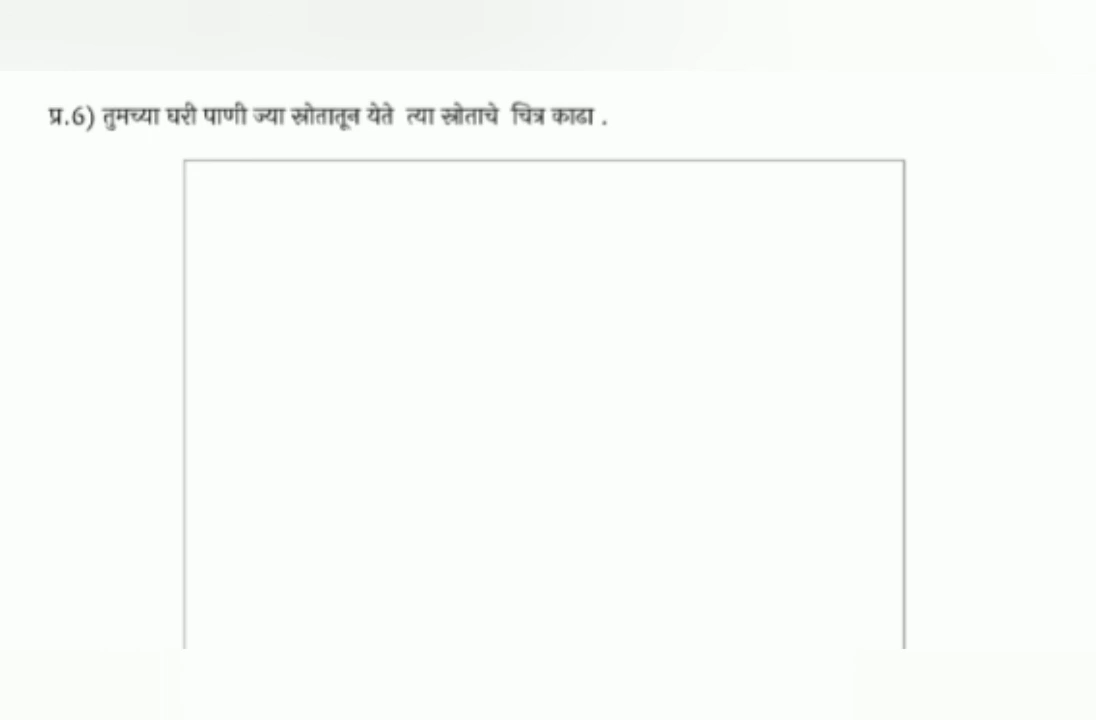 प्र.6) तुमच्या घरी पाणी ज्या स्रोतातून येते त्या स्रोताचे चित्र काढा .